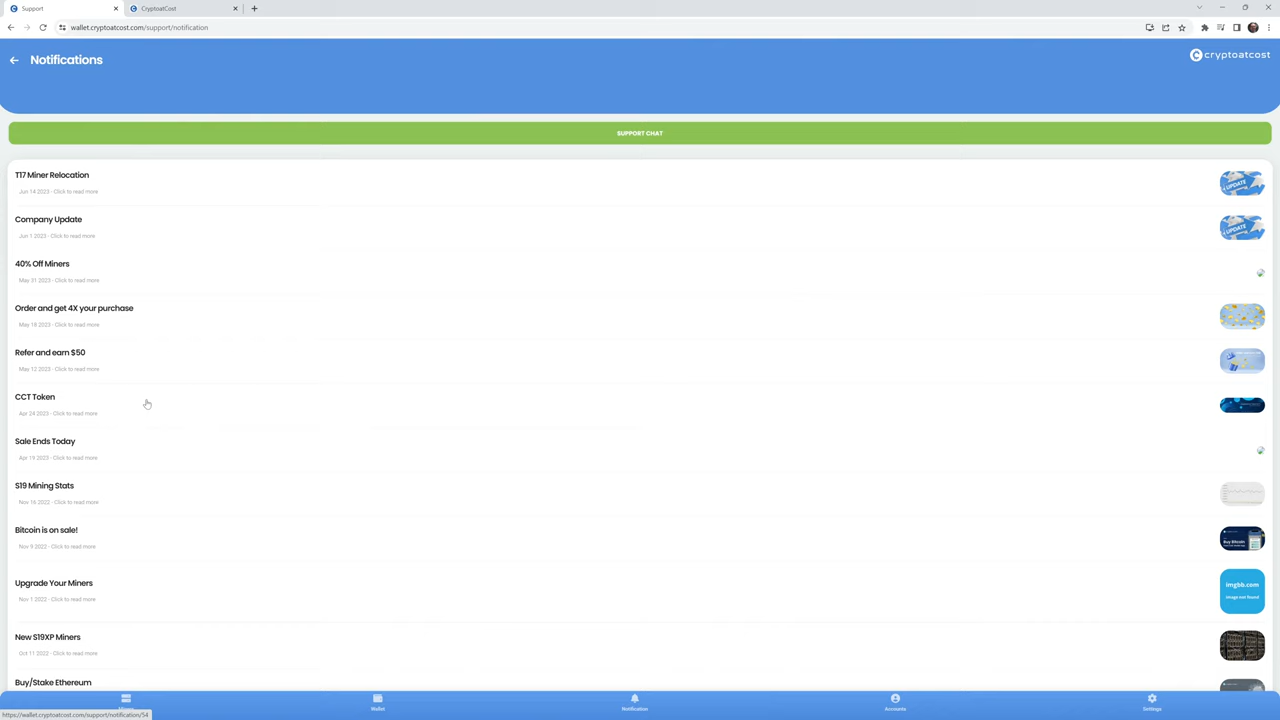 Support
CryptoatCost
wallet.cryptoatcost.com/support/notification
Notifications
cryptoatcost
SUPPORT CHAT
T17 Miner Relocation
Jun 14 2023 - Click to read more
UPDATE
Company Update
Jun 1 2023 - Click to read more
UPDATE
40% Off Miners
May 31 2023 - Click to read more
Order and get 4X your purchase
May 18 2023 - Click to read more
Refer and earn $50
May 12 2023 - Click to read more
CCT Token
Apr 24 2023 - Click to read more
Sale Ends Today
Apr 19 2023 - Click to read more
S19 Mining Stats
Nov 16 2022 - Click to read more
Bitcoin is on sale!
Nov 9 2022 - Click to read more
Buy Bitcoin
Upgrade Your Miners
Nov 1 2022 - Click to read more
imgbb.com
image not found
New S19XP Miners
Oct 11 2022 - Click to read more
Buy/Stake Ethereum
Wallet
Notification
Accounts
Settings
https://wallet.cryptoatcost.com/support/notification/54